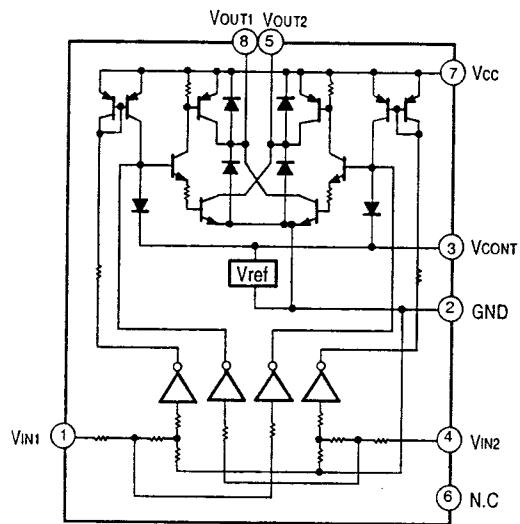 VOUT1 VOUT2
8 5
7 VCC
3 VCONT
Vref
2 GND
VIN1 1
4 VIN2
6 N.C